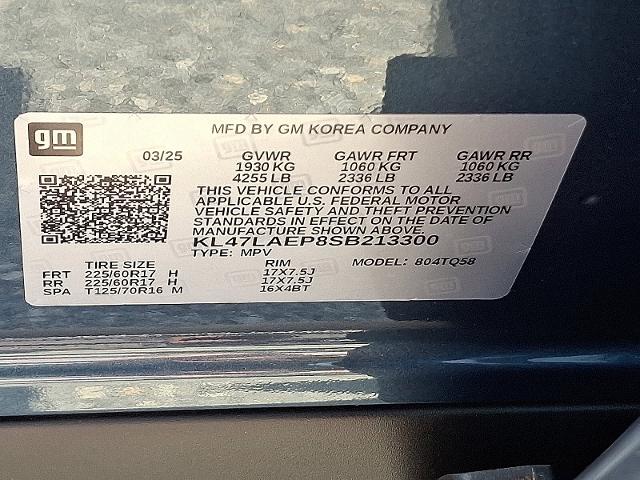 gm
MFD BY GM KOREA COMPANY
03/25 GVWR GAWR FRT GAWR RR
1930 KG 1060 KG 1060 KG
4255 LB 2336 LB 2336 LB
THIS VEHICLE CONFORMS TO ALL
APPLICABLE U.S. FEDERAL MOTOR
VEHICLE SAFETY AND THEFT PREVENTION
STANDARDS IN EFFECT ON THE DATE OF
MANUFACTURE SHOWN ABOVE.
KL47LAEP8SB213300
TYPE: MPV
TIRE SIZE RIM MODEL: 804TQ58
FRT 225/60R17 H 17X7.5J
RR 225/60R17 H 17X7.5J
SPA T125/70R16 M 16X4BT